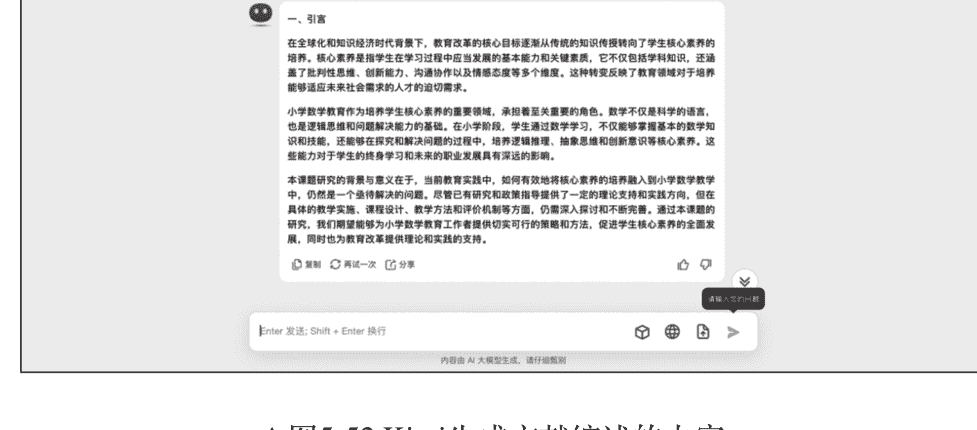 一、引言
在全球化和知识经济时代背景下，教育改革的核心目标逐渐从传统的知识传授转向了学生核心素养的
培养。核心素养是指学生在学习过程中应当发展的基本能力和关键素质，它不仅包括学科知识，还涵
盖了批判性思维、创新能力、沟通协作以及情感态度等多个维度。这种转变反映了教育领域对于培养
能够适应未来社会需求的人才的迫切需求。
小学数学教育作为培养学生核心素养的重要领域，承担着至关重要的角色。数学不仅是科学的语言，
也是逻辑思维和问题解决能力的基础。在小学阶段，学生通过数学学习，不仅能够掌握基本的数学知
识和技能，还能够在探究和解决问题的过程中，培养逻辑推理、抽象思维和创新意识等核心素养。这
些能力对于学生的终身学习和未来的职业发展具有深远的影响。
本课题研究的背景与意义在于，当前教育实践中，如何有效地将核心素养的培养融入到小学数学教学
中，仍然是一个亟待解决的问题。尽管已有研究和政策指导提供了一定的理论支持和实践方向，但在
具体的教学实施、课程设计、教学方法和评价机制等方面，仍需深入探讨和不断完善。通过本课题的
研究，我们期望能够为小学数学教育工作者提供切实可行的策略和方法，促进学生核心素养的全面发
展，同时也为教育改革提供理论和实践的支持。
复制 再试一次 分享
请输入您的问题
Enter 发送; Shift + Enter 换行
内容由 AI 大模型生成，请仔细甄别